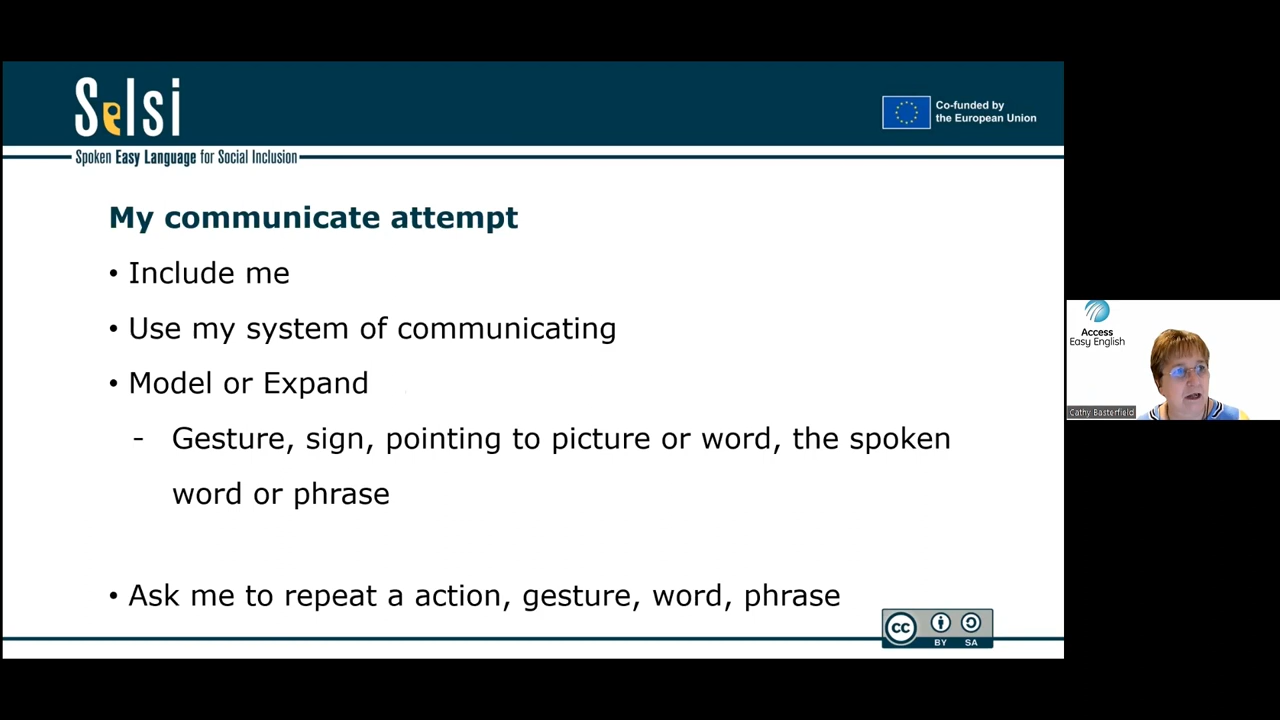 Selsi
Spoken Easy Language for Social Inclusion
Co-funded by
the European Union
My communicate attempt
• Include me
• Use my system of communicating
• Model or Expand
- Gesture, sign, pointing to picture or word, the spoken
word or phrase
• Ask me to repeat a action, gesture, word, phrase
cc
BY SA
Access
Easy English
Cathy Basterfield